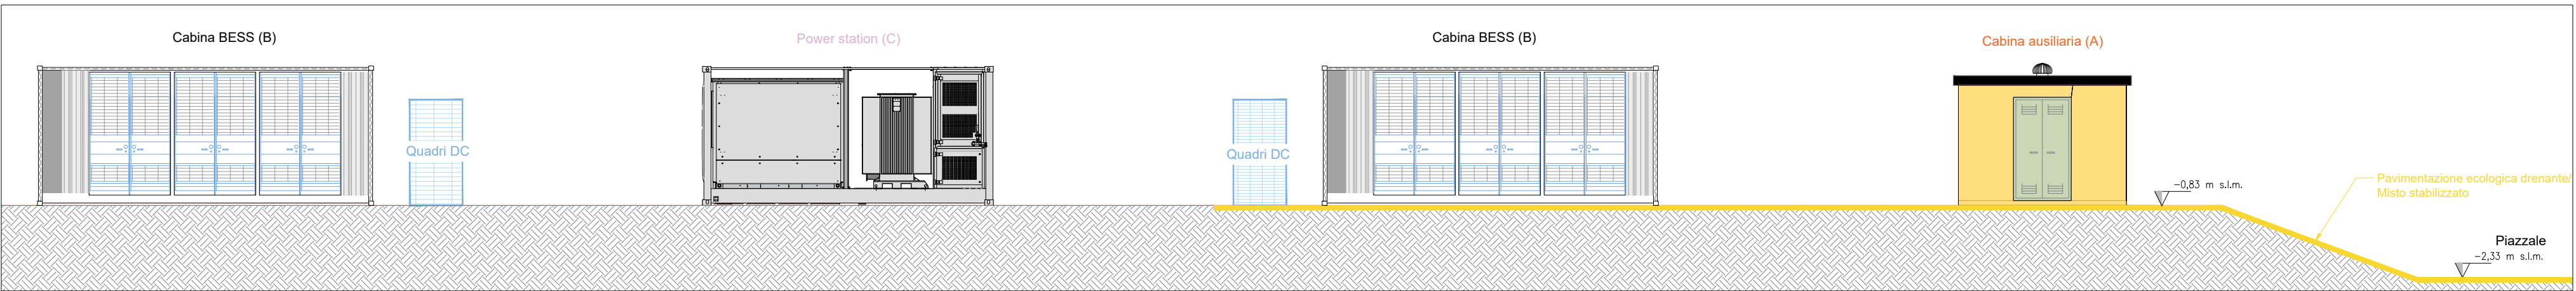 Cabina BESS (B)
Power station (C)
Cabina BESS (B)
Cabina ausiliaria (A)
Quadri DC
Quadri DC
-0,83 m s.l.m.
Pavimentazione ecologica drenante/
Misto stabilizzato
Piazzale
-2,33 m s.l.m.